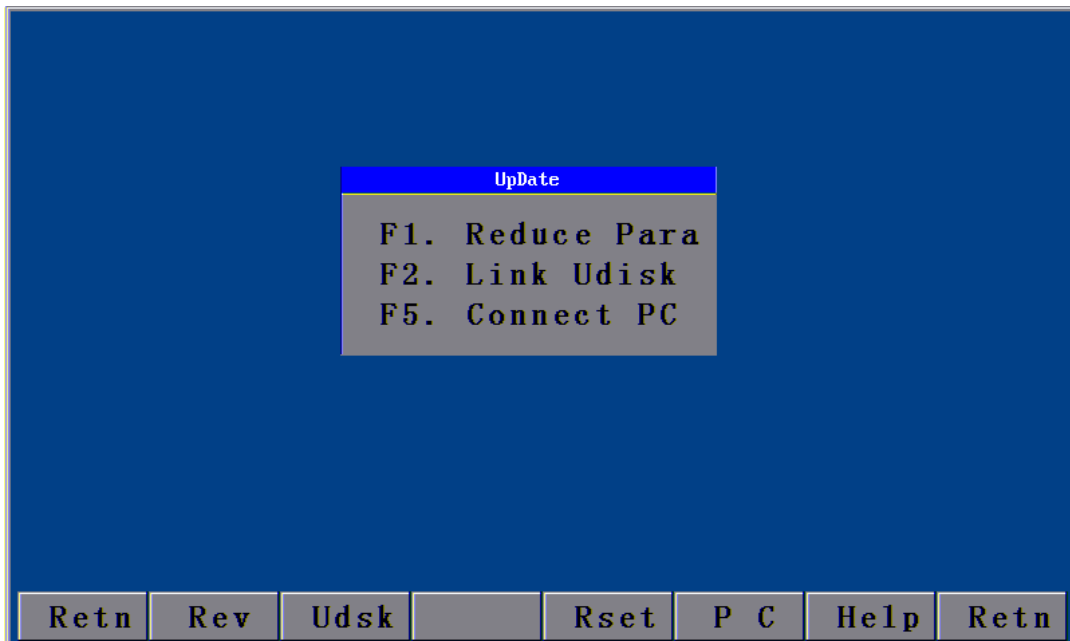 UpDate
F1. Reduce Para
F2. Link Udisk
F5. Connect PC
Retn Rev Udsk Rset P C Help Retn